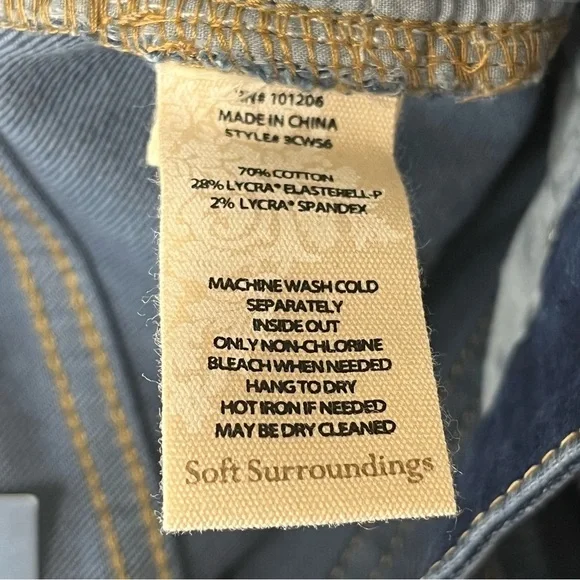 # 101206
MADE IN CHINA
STYLE# 3CW56
70% COTTON
28% LYCRA® ELASTERELL-P
2% LYCRA® SPANDEX
MACHINE WASH COLD
SEPARATELY
INSIDE OUT
ONLY NON-CHLORINE
BLEACH WHEN NEEDED
HANG TO DRY
HOT IRON IF NEEDED
MAY BE DRY CLEANED
Soft Surroundings